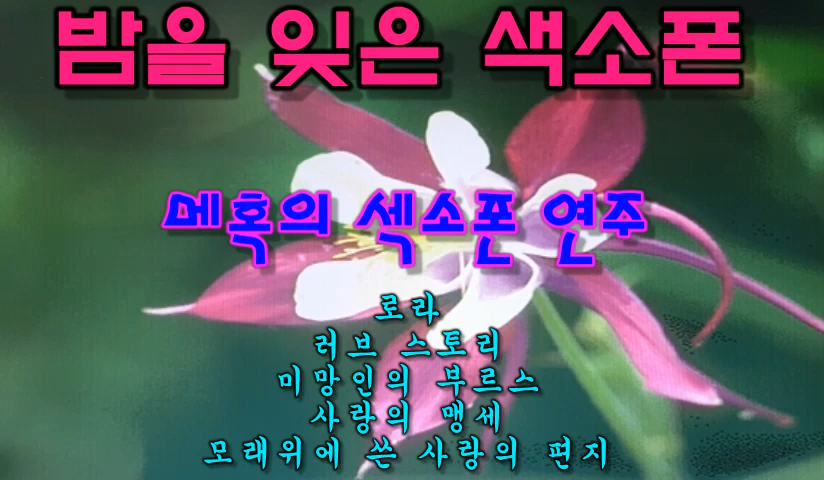 밤을 잊은 색소폰
메혹의 섹소폰 연주
로라
러브 스토리
미망인의 부르스
사랑의 맹세
모래위에 쓴 사랑의 편지